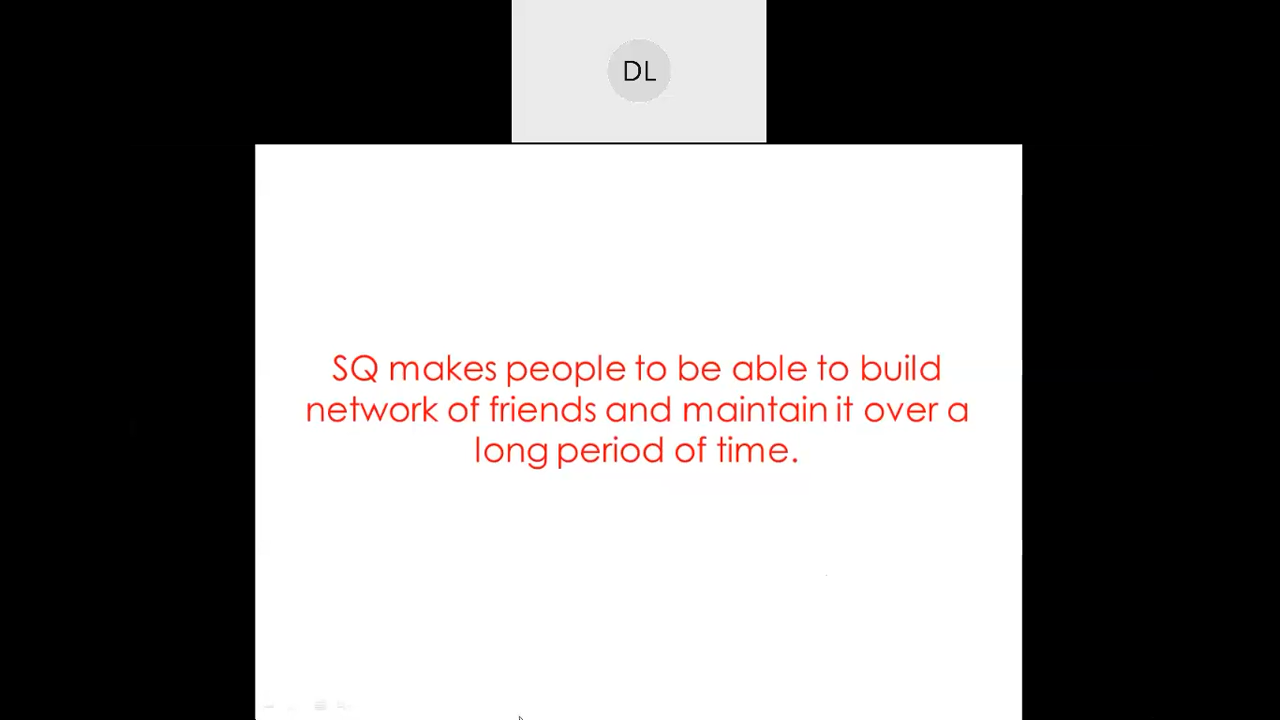 DL
SQ makes people to be able to build
network of friends and maintain it over a
long period of time.